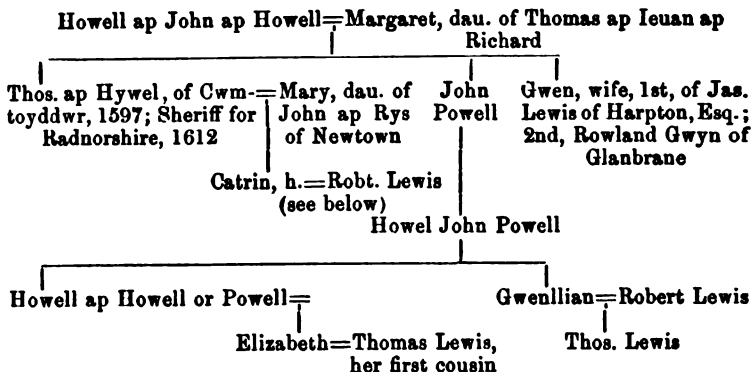 Howell ap John ap Howell=Margaret, dau. of Thomas ap Ieuan ap
Richard
Thos. ap Hywel, of Cwm-=Mary, dau. of John Gwen, wife, 1st, of Jas.
toyddwr, 1597; Sheriff for John ap Rys Powell Lewis of Harpton, Esq.;
Radnorshire, 1612 of Newtown 2nd, Rowland Gwyn of
Glanbrane
Catrin, h.=Robt. Lewis
(see below)
Howel John Powell
Howell ap Howell or Powell= Gwenllian=Robert Lewis
Elizabeth=Thomas Lewis, Thos. Lewis
her first cousin